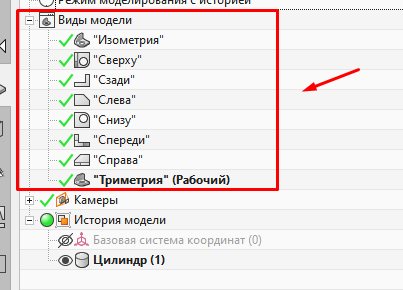 Режим моделирования с историей
Виды модели
"Изометрия"
"Сверху"
"Сзади"
"Слева"
"Снизу"
"Спереди"
"Справа"
"Триметрия" (Рабочий)
Камеры
История модели
Базовая система координат (0)
Цилиндр (1)